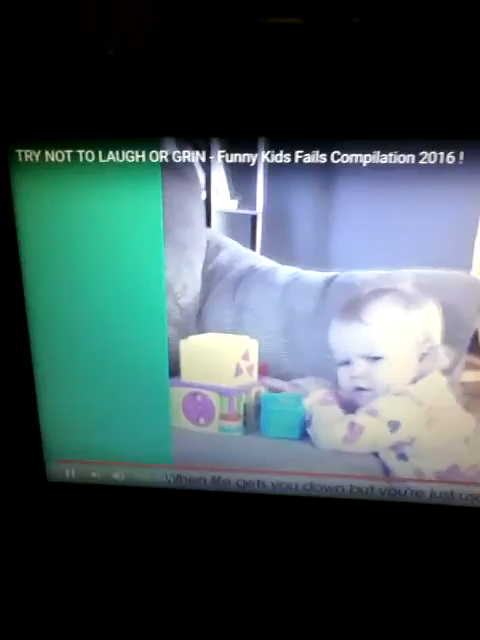 TRY NOT TO LAUGH OR GRIN - Funny Kids Fails Compilation 2016 !
When life gets you down but you're just